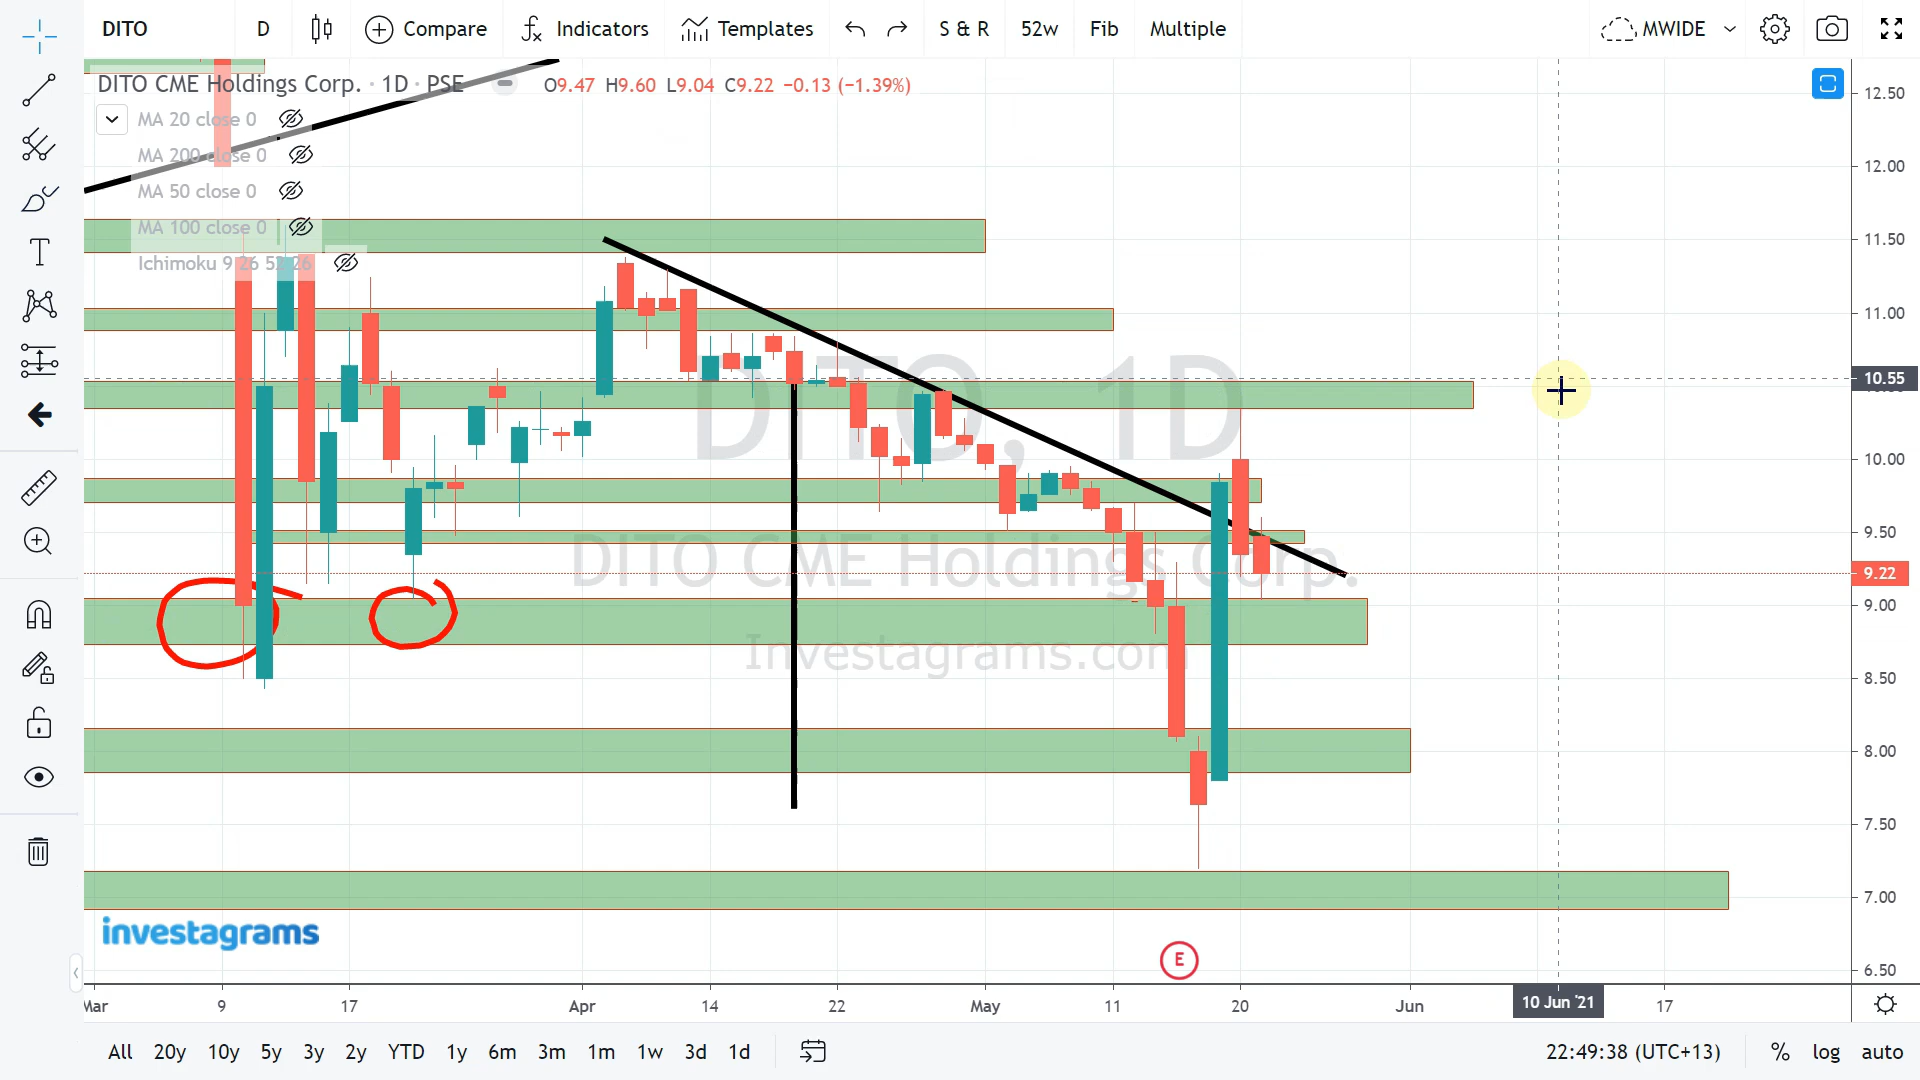 DITO D Compare Indicators Templates S & R 52w Fib Multiple MWIDE
DITO CME Holdings Corp. · 1D · PSE O9.47 H9.60 L9.04 C9.22 −0.13 (−1.39%)
MA 20 close 0
MA 200 close 0
MA 50 close 0
MA 100 close 0
Ichimoku 9 26 52 26
12.50
12.00
11.50
11.00
10.55
10.00
9.50
9.22
9.00
8.50
8.00
7.50
7.00
6.50
DITO, 1D
DITO CME Holdings Corp.
Investagrams.com
investagrams
E
Mar 9 17 Apr 14 22 May 11 20 Jun 10 Jun '21 17
All 20y 10y 5y 3y 2y YTD 1y 6m 3m 1m 1w 3d 1d 22:49:38 (UTC+13) % log auto